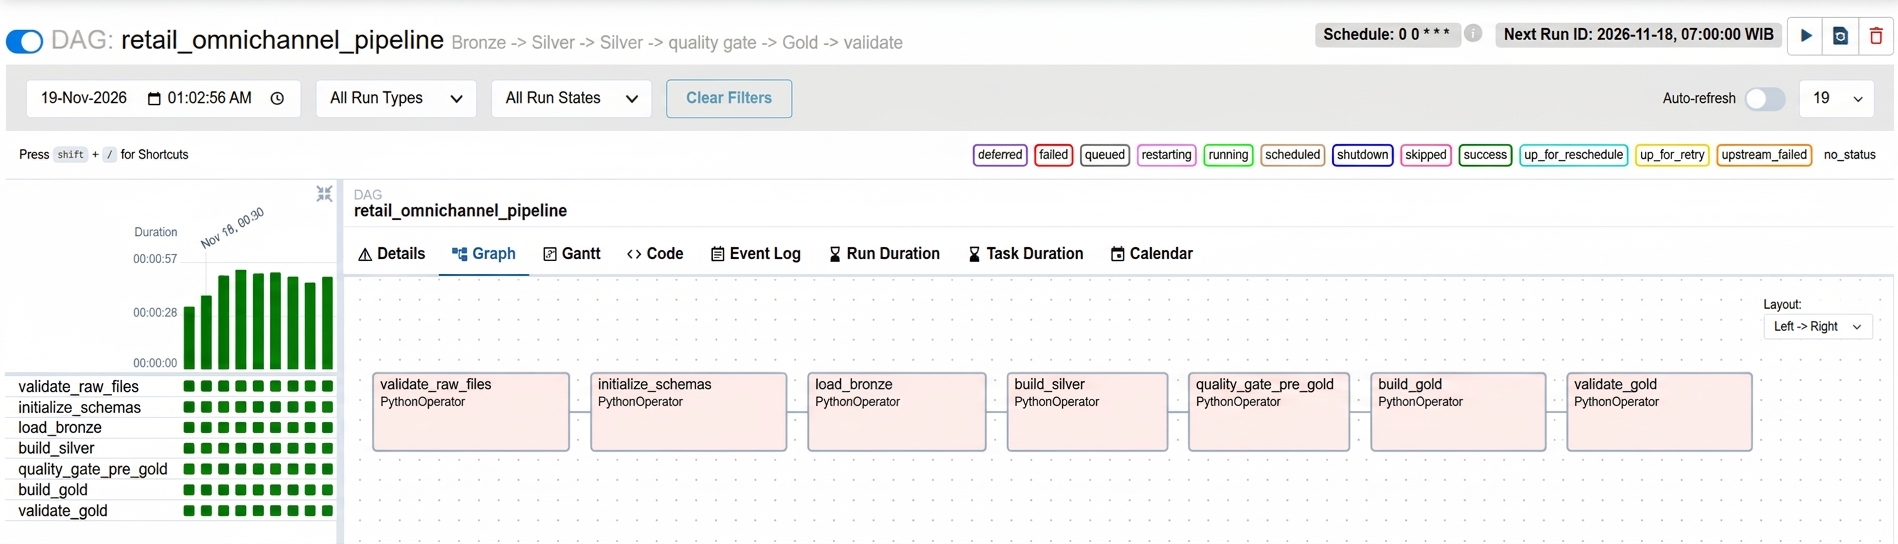 DAG: retail_omnichannel_pipeline Bronze -> Silver -> Silver -> quality gate -> Gold -> validate
Schedule: 0 0 * * *
Next Run ID: 2026-11-18, 07:00:00 WIB
19-Nov-2026 01:02:56 AM
All Run Types
All Run States
Clear Filters
Auto-refresh
19
Press shift + / for Shortcuts
deferred failed queued restarting running scheduled shutdown skipped success up_for_reschedule up_for_retry upstream_failed no_status
Duration
Nov 18, 00:30
00:00:57
00:00:28
00:00:00
validate_raw_files
initialize_schemas
load_bronze
build_silver
quality_gate_pre_gold
build_gold
validate_gold
DAG
retail_omnichannel_pipeline
Details
Graph
Gantt
<> Code
Event Log
Run Duration
Task Duration
Calendar
Layout:
Left -> Right
validate_raw_files
PythonOperator
initialize_schemas
PythonOperator
load_bronze
PythonOperator
build_silver
PythonOperator
quality_gate_pre_gold
PythonOperator
build_gold
PythonOperator
validate_gold
PythonOperator